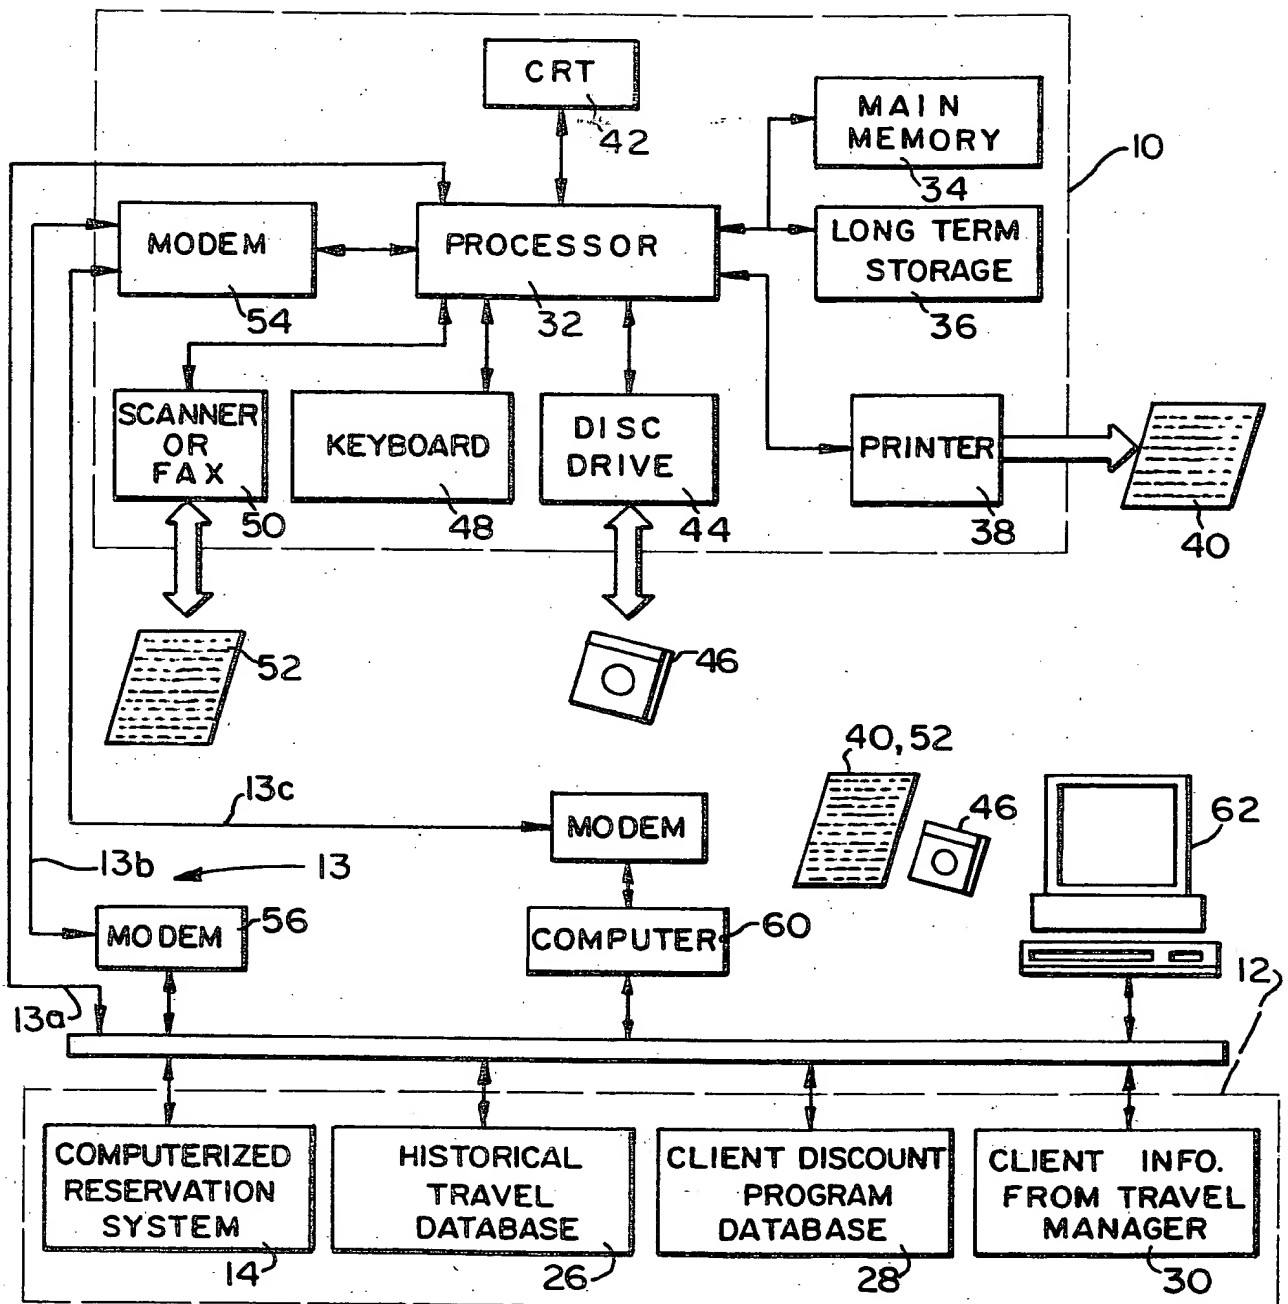 CRT
42
MAIN
MEMORY
34
10
MODEM
54
PROCESSOR
32
LONG TERM
STORAGE
36
SCANNER
OR
FAX
50
KEYBOARD
48
DISC
DRIVE
44
PRINTER
38
40
52
46
40,52
46
62
13c
MODEM
13b
13
MODEM
56
COMPUTER
60
13a
12
COMPUTERIZED
RESERVATION
SYSTEM
14
HISTORICAL
TRAVEL
DATABASE
26
CLIENT DISCOUNT
PROGRAM
DATABASE
28
CLIENT INFO.
FROM TRAVEL
MANAGER
30